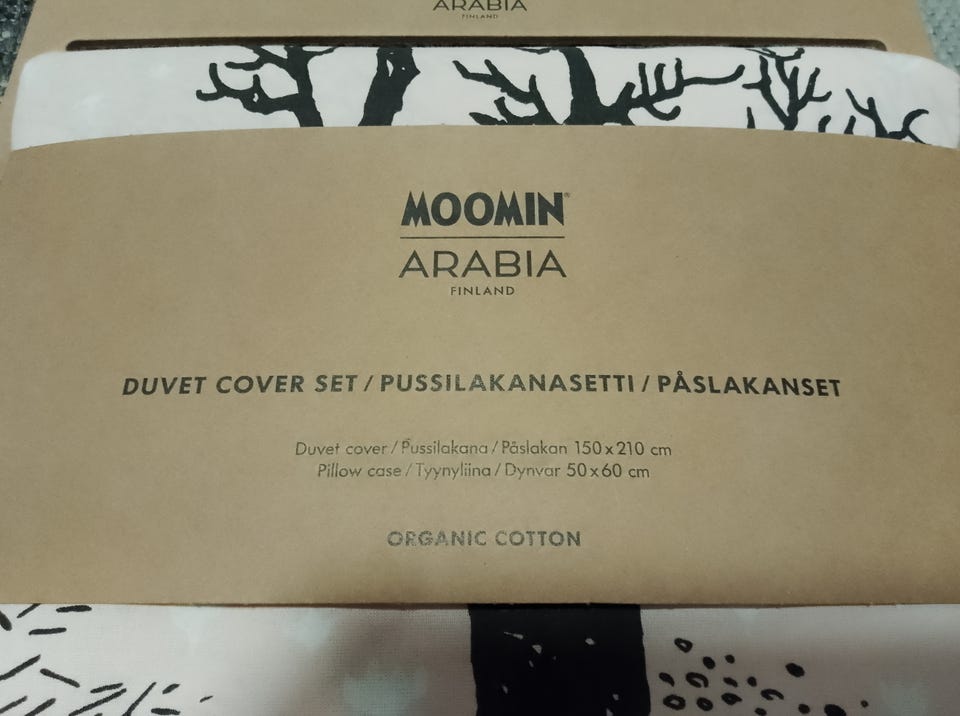 ARABIA
FINLAND
MOOMIN®
ARABIA
FINLAND
DUVET COVER SET / PUSSILAKANASETTI / PÅSLAKANSET
Duvet cover / Pussilakana / Påslakan 150 x 210 cm
Pillow case / Tyynyliina / Dynvar 50 x 60 cm
ORGANIC COTTON